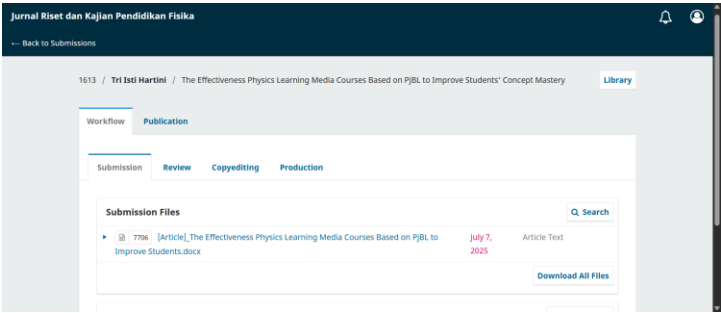 Jurnal Riset dan Kajian Pendidikan Fisika
← Back to Submissions
1613 / Tri Isti Hartini / The Effectiveness Physics Learning Media Courses Based on PjBL to Improve Students' Concept Mastery
Library
Workflow Publication
Submission Review Copyediting Production
Submission Files
Search
7706 [Article]_The Effectiveness Physics Learning Media Courses Based on PjBL to
Improve Students.docx
July 7,
2025
Article Text
Download All Files